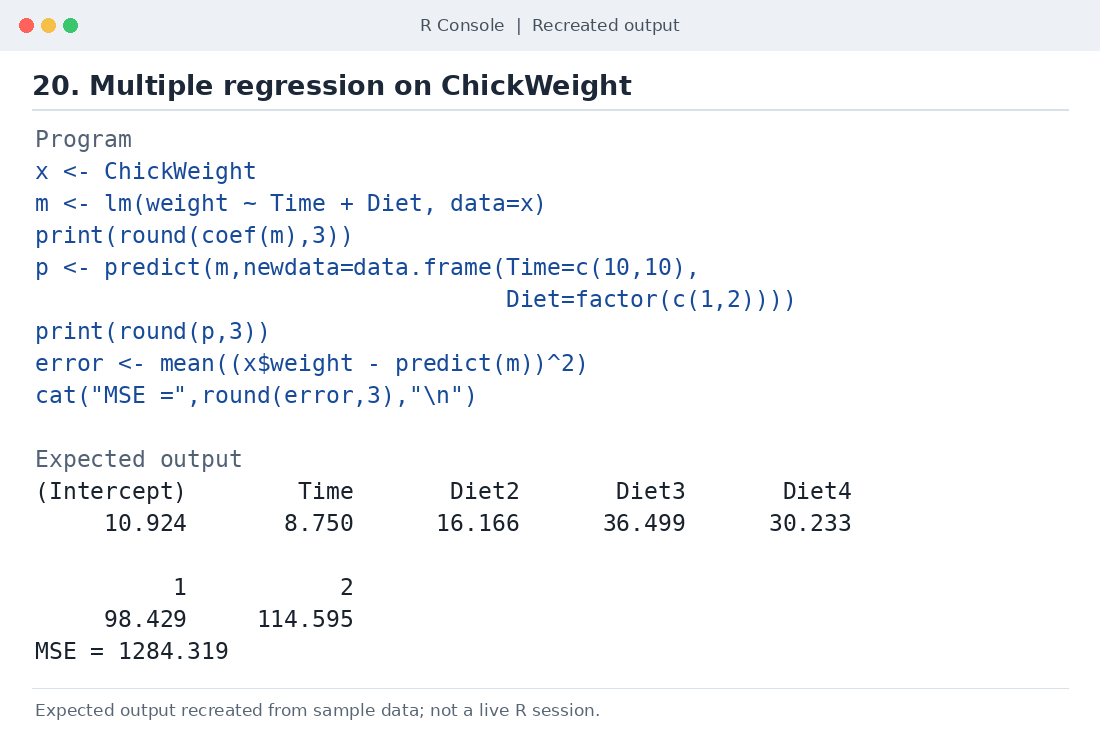 R Console | Recreated output
20. Multiple regression on ChickWeight
Program
x <- ChickWeight
m <- lm(weight ~ Time + Diet, data=x)
print(round(coef(m),3))
p <- predict(m,newdata=data.frame(Time=c(10,10),
                                  Diet=factor(c(1,2))))
print(round(p,3))
error <- mean((x$weight - predict(m))^2)
cat("MSE =",round(error,3),"\n")
Expected output
(Intercept)        Time       Diet2       Diet3       Diet4
     10.924       8.750      16.166      36.499      30.233
          1           2
     98.429     114.595
MSE = 1284.319
Expected output recreated from sample data; not a live R session.